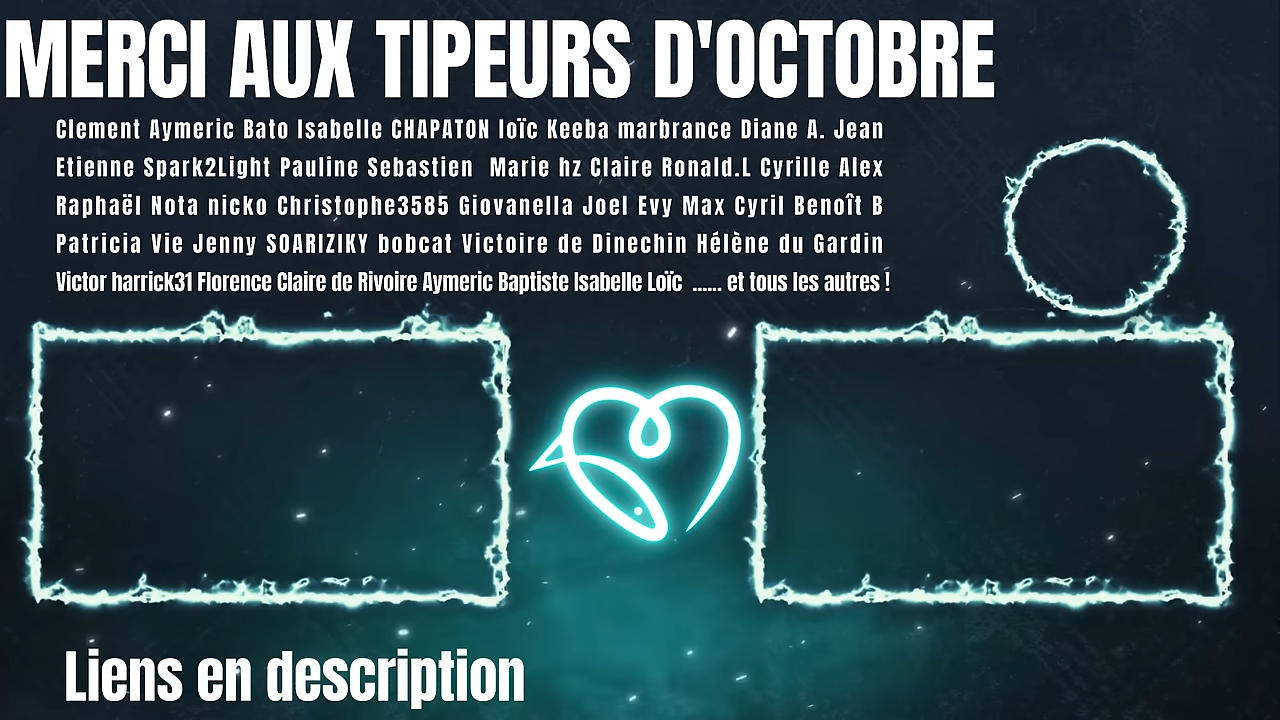 MERCI AUX TIPEURS D'OCTOBRE
Clement Aymeric Bato Isabelle CHAPATON loïc Keeba marbrance Diane A. Jean
Etienne Spark2Light Pauline Sebastien  Marie hz Claire Ronald.L Cyrille Alex
Raphaël Nota nicko Christophe3585 Giovanella Joel Evy Max Cyril Benoît B
Patricia Vie Jenny SOARIZIKY bobcat Victoire de Dinechin Hélène du Gardin
Victor harrick31 Florence Claire de Rivoire Aymeric Baptiste Isabelle Loïc  ...... et tous les autres !
Liens en description